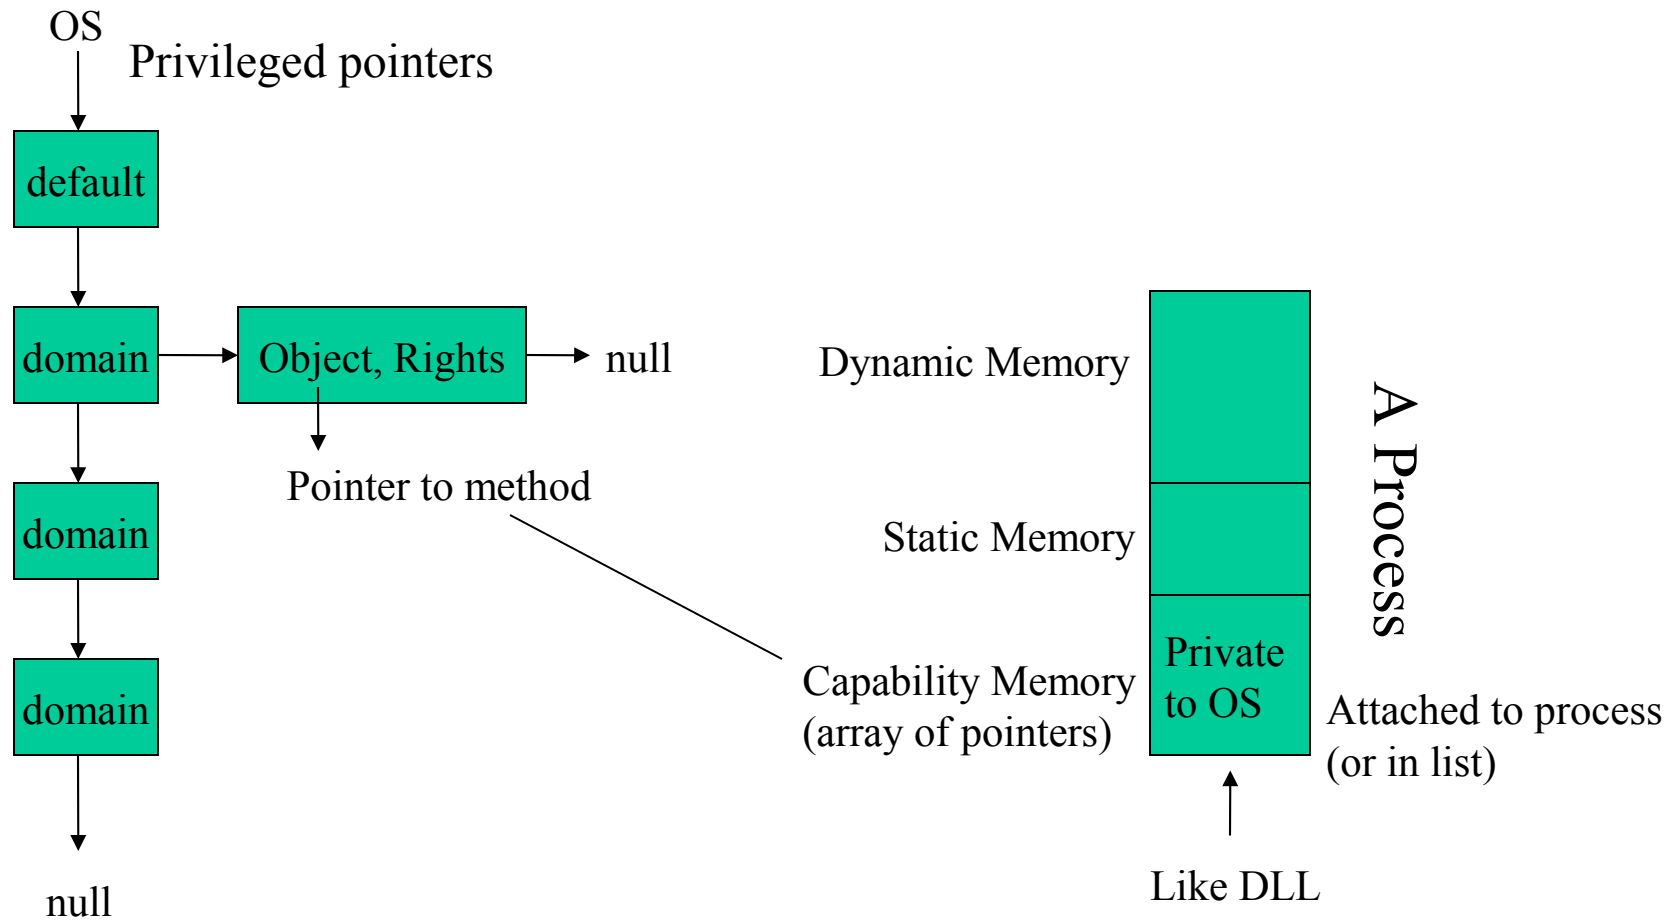 OS
Privileged pointers
default
domain
Object, Rights
null
Pointer to method
domain
domain
null
Dynamic Memory
Static Memory
Capability Memory
(array of pointers)
Private
to OS
A Process
Attached to process
(or in list)
Like DLL